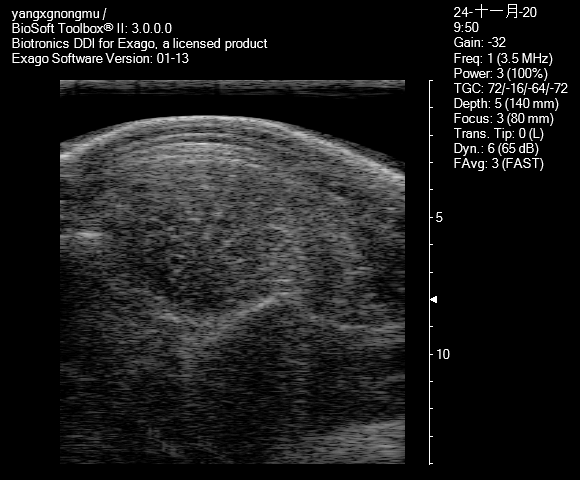 yangxgnongmu /
BioSoft Toolbox® II: 3.0.0.0
Biotronics DDI for Exago, a licensed product
Exago Software Version: 01-13
24-十一月-20
9:50
Gain: -32
Freq: 1 (3.5 MHz)
Power: 3 (100%)
TGC: 72/-16/-64/-72
Depth: 5 (140 mm)
Focus: 3 (80 mm)
Trans. Tip: 0 (L)
Dyn.: 6 (65 dB)
FAvg: 3 (FAST)
5
10